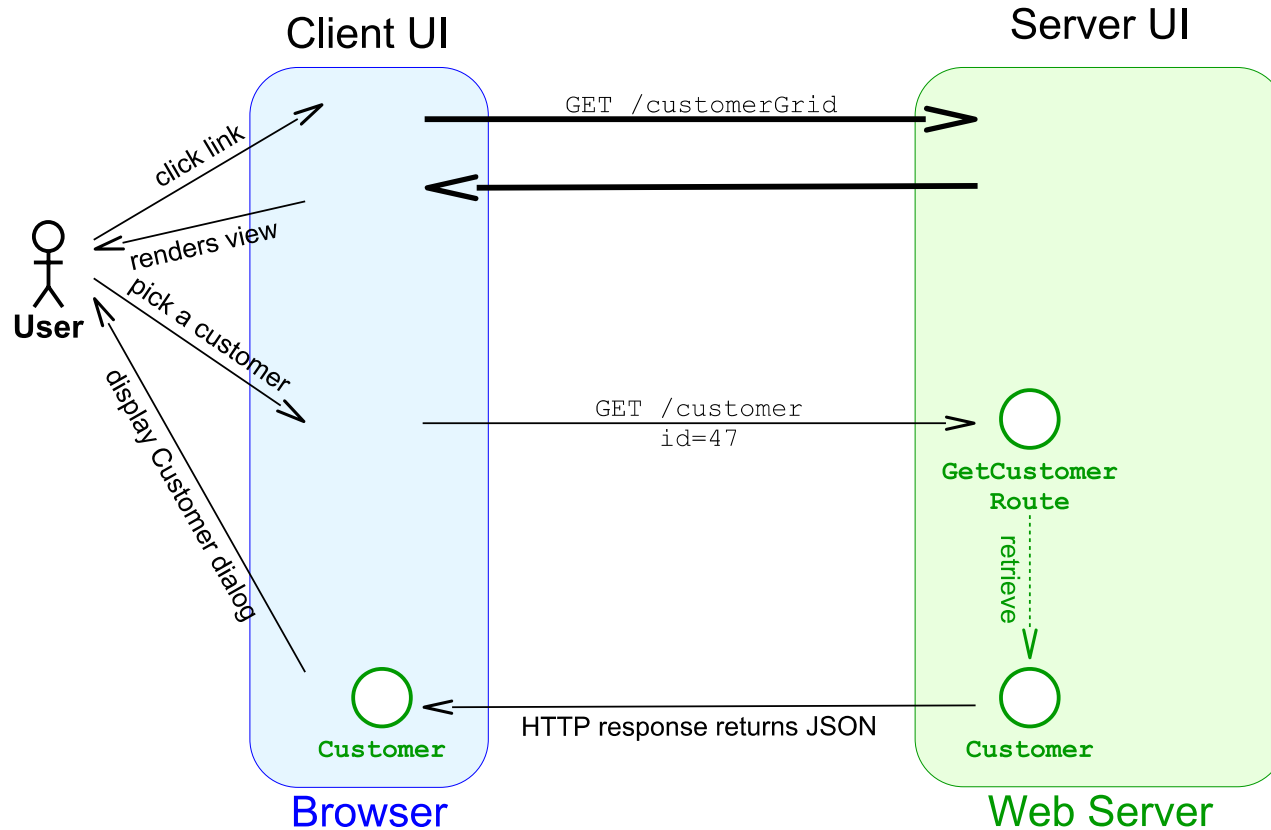 Client UI
Server UI
GET /customerGrid
click link
renders view
User
pick a customer
display Customer dialog
GET /customer
id=47
GetCustomer
Route
retrieve
HTTP response returns JSON
Customer
Customer
Browser
Web Server